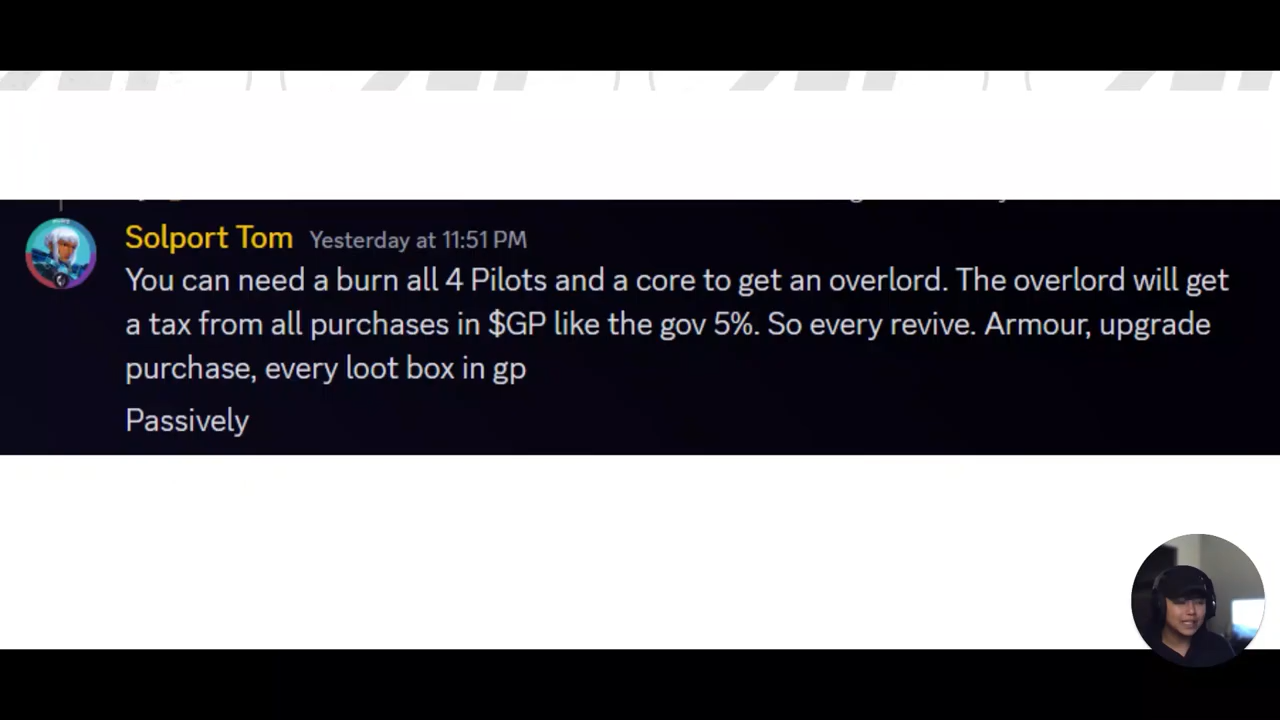 Solport Tom Yesterday at 11:51 PM
You can need a burn all 4 Pilots and a core to get an overlord. The overlord will get
a tax from all purchases in $GP like the gov 5%. So every revive. Armour, upgrade
purchase, every loot box in gp
Passively